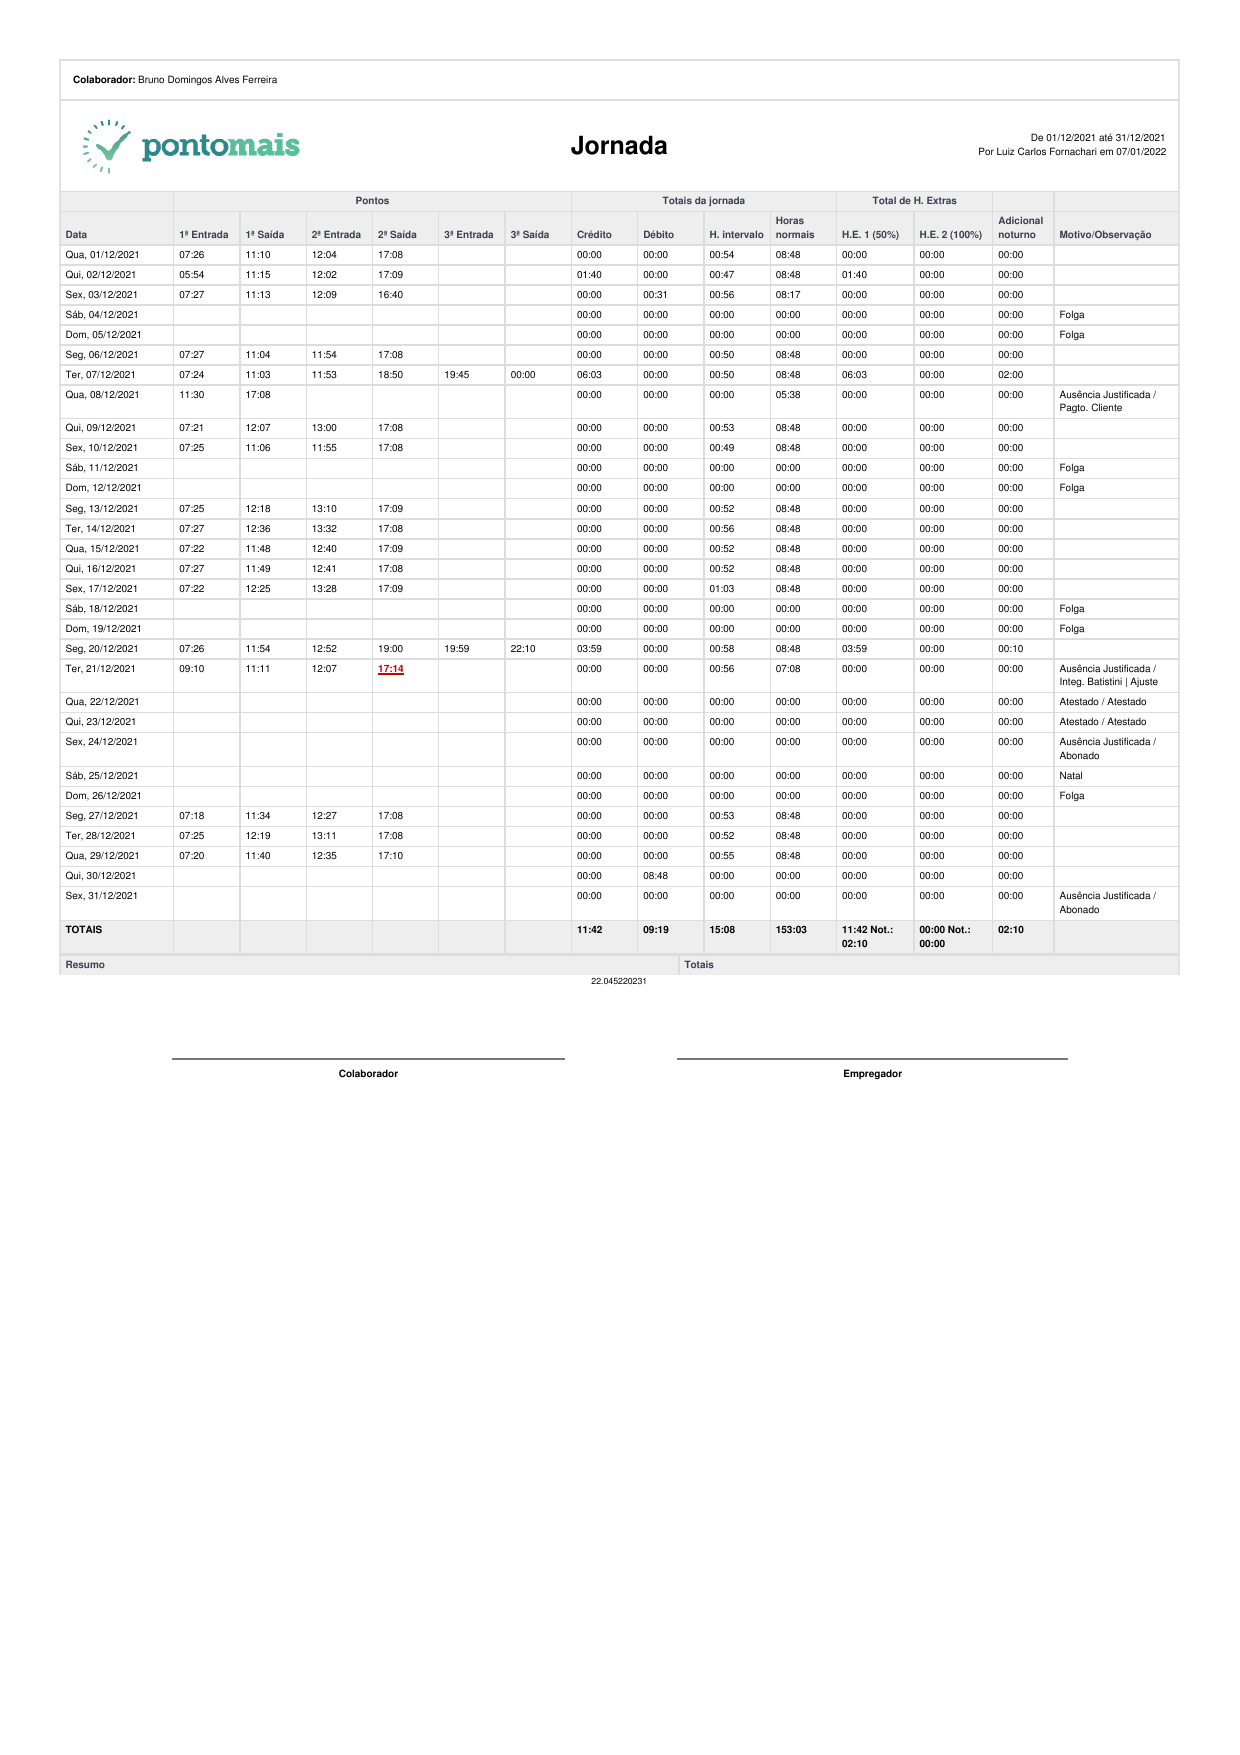 Colaborador: Bruno Domingos Alves Ferreira
pontomais
Jornada
De 01/12/2021 até 31/12/2021
Por Luiz Carlos Fornachari em 07/01/2022
Pontos Totais da jornada Total de H. Extras
Data 1ª Entrada 1ª Saída 2ª Entrada 2ª Saída 3ª Entrada 3ª Saída Crédito Débito H. intervalo Horas normais H.E. 1 (50%) H.E. 2 (100%) Adicional noturno Motivo/Observação
Qua, 01/12/2021 07:26 11:10 12:04 17:08 00:00 00:00 00:54 08:48 00:00 00:00 00:00
Qui, 02/12/2021 05:54 11:15 12:02 17:09 01:40 00:00 00:47 08:48 01:40 00:00 00:00
Sex, 03/12/2021 07:27 11:13 12:09 16:40 00:00 00:31 00:56 08:17 00:00 00:00 00:00
Sáb, 04/12/2021 00:00 00:00 00:00 00:00 00:00 00:00 00:00 Folga
Dom, 05/12/2021 00:00 00:00 00:00 00:00 00:00 00:00 00:00 Folga
Seg, 06/12/2021 07:27 11:04 11:54 17:08 00:00 00:00 00:50 08:48 00:00 00:00 00:00
Ter, 07/12/2021 07:24 11:03 11:53 18:50 19:45 00:00 06:03 00:00 00:50 08:48 06:03 00:00 02:00
Qua, 08/12/2021 11:30 17:08 00:00 00:00 00:00 05:38 00:00 00:00 00:00 Ausência Justificada /
Pagto. Cliente
Qui, 09/12/2021 07:21 12:07 13:00 17:08 00:00 00:00 00:53 08:48 00:00 00:00 00:00
Sex, 10/12/2021 07:25 11:06 11:55 17:08 00:00 00:00 00:49 08:48 00:00 00:00 00:00
Sáb, 11/12/2021 00:00 00:00 00:00 00:00 00:00 00:00 00:00 Folga
Dom, 12/12/2021 00:00 00:00 00:00 00:00 00:00 00:00 00:00 Folga
Seg, 13/12/2021 07:25 12:18 13:10 17:09 00:00 00:00 00:52 08:48 00:00 00:00 00:00
Ter, 14/12/2021 07:27 12:36 13:32 17:08 00:00 00:00 00:56 08:48 00:00 00:00 00:00
Qua, 15/12/2021 07:22 11:48 12:40 17:09 00:00 00:00 00:52 08:48 00:00 00:00 00:00
Qui, 16/12/2021 07:27 11:49 12:41 17:08 00:00 00:00 00:52 08:48 00:00 00:00 00:00
Sex, 17/12/2021 07:22 12:25 13:28 17:09 00:00 00:00 01:03 08:48 00:00 00:00 00:00
Sáb, 18/12/2021 00:00 00:00 00:00 00:00 00:00 00:00 00:00 Folga
Dom, 19/12/2021 00:00 00:00 00:00 00:00 00:00 00:00 00:00 Folga
Seg, 20/12/2021 07:26 11:54 12:52 19:00 19:59 22:10 03:59 00:00 00:58 08:48 03:59 00:00 00:10
Ter, 21/12/2021 09:10 11:11 12:07 17:14 00:00 00:00 00:56 07:08 00:00 00:00 00:00 Ausência Justificada /
Integ. Batistini | Ajuste
Qua, 22/12/2021 00:00 00:00 00:00 00:00 00:00 00:00 00:00 Atestado / Atestado
Qui, 23/12/2021 00:00 00:00 00:00 00:00 00:00 00:00 00:00 Atestado / Atestado
Sex, 24/12/2021 00:00 00:00 00:00 00:00 00:00 00:00 00:00 Ausência Justificada /
Abonado
Sáb, 25/12/2021 00:00 00:00 00:00 00:00 00:00 00:00 00:00 Natal
Dom, 26/12/2021 00:00 00:00 00:00 00:00 00:00 00:00 00:00 Folga
Seg, 27/12/2021 07:18 11:34 12:27 17:08 00:00 00:00 00:53 08:48 00:00 00:00 00:00
Ter, 28/12/2021 07:25 12:19 13:11 17:08 00:00 00:00 00:52 08:48 00:00 00:00 00:00
Qua, 29/12/2021 07:20 11:40 12:35 17:10 00:00 00:00 00:55 08:48 00:00 00:00 00:00
Qui, 30/12/2021 00:00 08:48 00:00 00:00 00:00 00:00 00:00
Sex, 31/12/2021 00:00 00:00 00:00 00:00 00:00 00:00 00:00 Ausência Justificada /
Abonado
TOTAIS 11:42 09:19 15:08 153:03 11:42 Not.: 00:00 Not.: 02:10
02:10 00:00
Resumo Totais
22.045220231
Colaborador Empregador